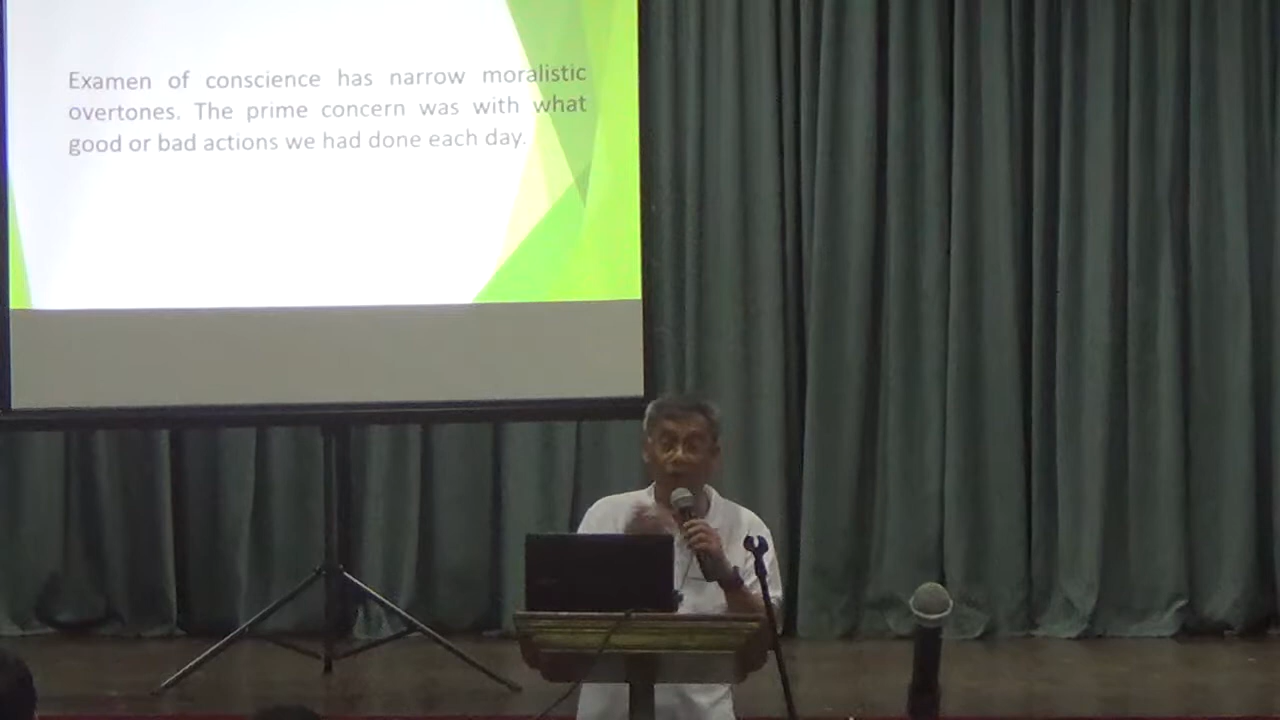 Examen of conscience has narrow moralistic
overtones. The prime concern was with what
good or bad actions we had done each day.